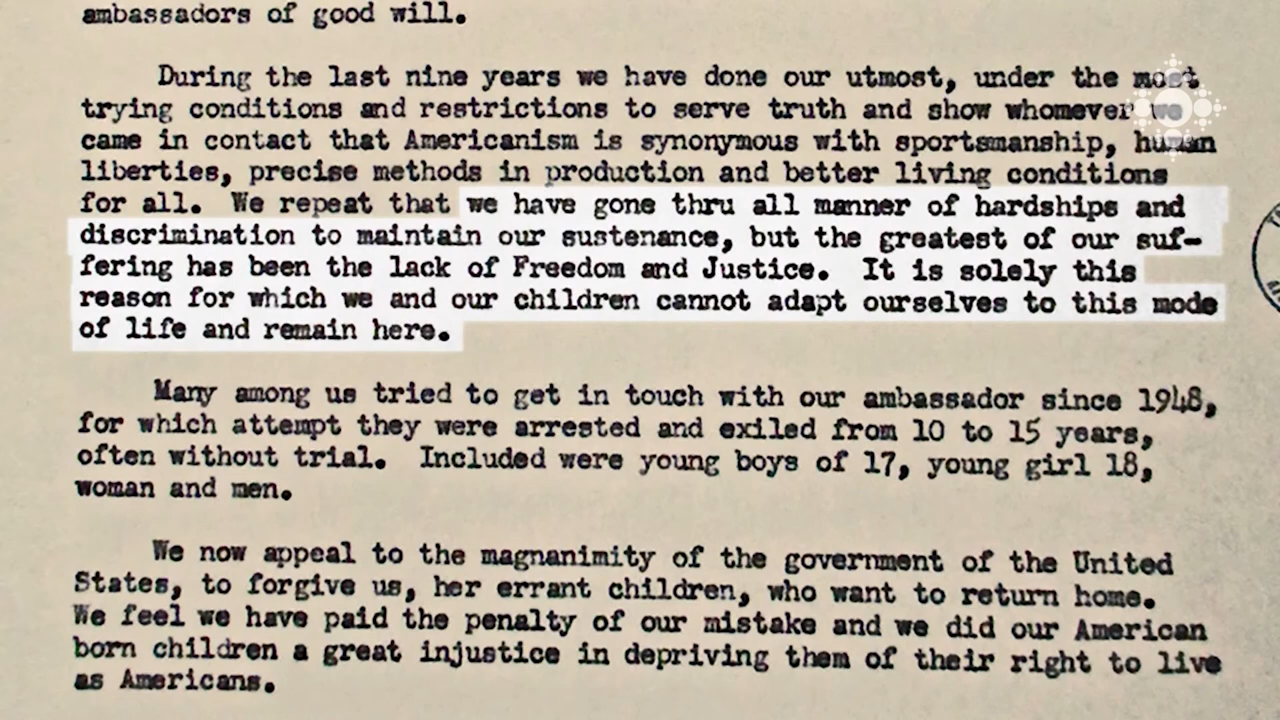 ambassadors of good will.
During the last nine years we have done our utmost, under the most
trying conditions and restrictions to serve truth and show whomever we
came in contact that Americanism is synonymous with sportsmanship, human
liberties, precise methods in production and better living conditions
for all. We repeat that we have gone thru all manner of hardships and
discrimination to maintain our sustenance, but the greatest of our suf-
fering has been the lack of Freedom and Justice. It is solely this
reason for which we and our children cannot adapt ourselves to this mode
of life and remain here.
Many among us tried to get in touch with our ambassador since 1948,
for which attempt they were arrested and exiled from 10 to 15 years,
often without trial. Included were young boys of 17, young girl 18,
woman and men.
We now appeal to the magnanimity of the government of the United
States, to forgive us, her errant children, who want to return home.
We feel we have paid the penalty of our mistake and we did our American
born children a great injustice in depriving them of their right to live
as Americans.